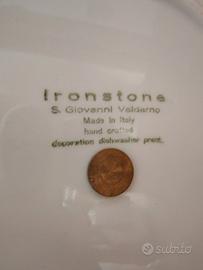 Ironstone
S. Giovanni Valdarno
Made in Italy
hand crafted
decoration dishwasher proof.
subito